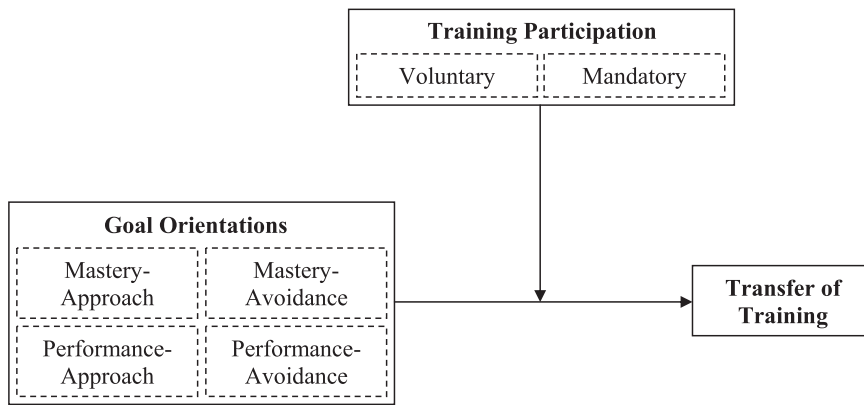 Training Participation
Voluntary
Mandatory
Goal Orientations
Mastery-
Approach
Mastery-
Avoidance
Performance-
Approach
Performance-
Avoidance
Transfer of
Training